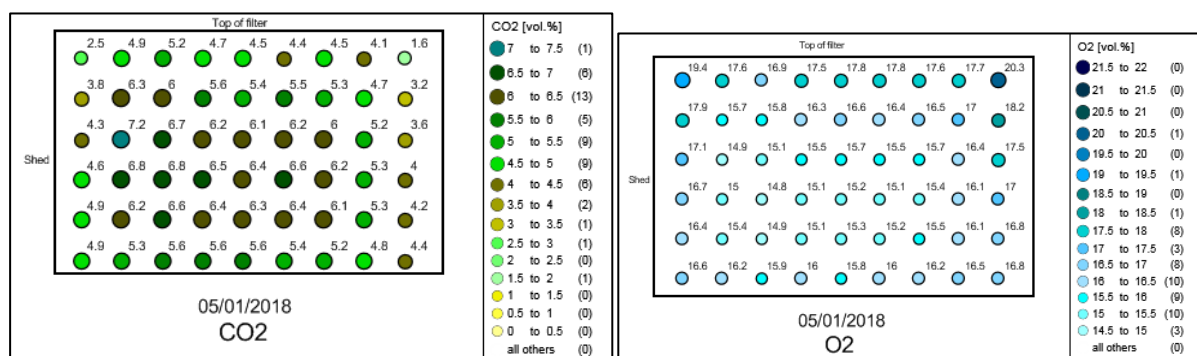 Top of filter
2.5 4.9 5.2 4.7 4.5 4.4 4.5 4.1 1.6
3.8 6.3 6 5.6 5.4 5.5 5.3 4.7 3.2
4.3 7.2 6.7 6.2 6.1 6.2 6 5.2 3.6
Shed
4.6 6.8 6.8 6.5 6.4 6.6 6.2 5.3 4
4.9 6.2 6.6 6.4 6.3 6.4 6.1 5.3 4.2
4.9 5.3 5.6 5.6 5.6 5.4 5.2 4.8 4.4
05/01/2018
CO2
CO2 [vol.%]
7 to 7.5 (1)
6.5 to 7 (6)
6 to 6.5 (13)
5.5 to 6 (5)
5 to 5.5 (9)
4.5 to 5 (9)
4 to 4.5 (6)
3.5 to 4 (2)
3 to 3.5 (1)
2.5 to 3 (1)
2 to 2.5 (0)
1.5 to 2 (1)
1 to 1.5 (0)
0.5 to 1 (0)
0 to 0.5 (0)
all others (0)
Top of filter
19.4 17.6 16.9 17.5 17.8 17.8 17.6 17.7 20.3
17.9 15.7 15.8 16.3 16.6 16.4 16.5 17 18.2
17.1 14.9 15.1 15.5 15.7 15.5 15.7 16.4 17.5
Shed
16.7 15 14.8 15.1 15.2 15.1 15.4 16.1 17
16.4 15.4 14.9 15.1 15.3 15.2 15.5 16.1 16.8
16.6 16.2 15.9 16 15.8 16 16.2 16.5 16.8
05/01/2018
O2
O2 [vol.%]
21.5 to 22 (0)
21 to 21.5 (0)
20.5 to 21 (0)
20 to 20.5 (1)
19.5 to 20 (0)
19 to 19.5 (1)
18.5 to 19 (0)
18 to 18.5 (1)
17.5 to 18 (8)
17 to 17.5 (3)
16.5 to 17 (8)
16 to 16.5 (10)
15.5 to 16 (9)
15 to 15.5 (10)
14.5 to 15 (3)
all others (0)